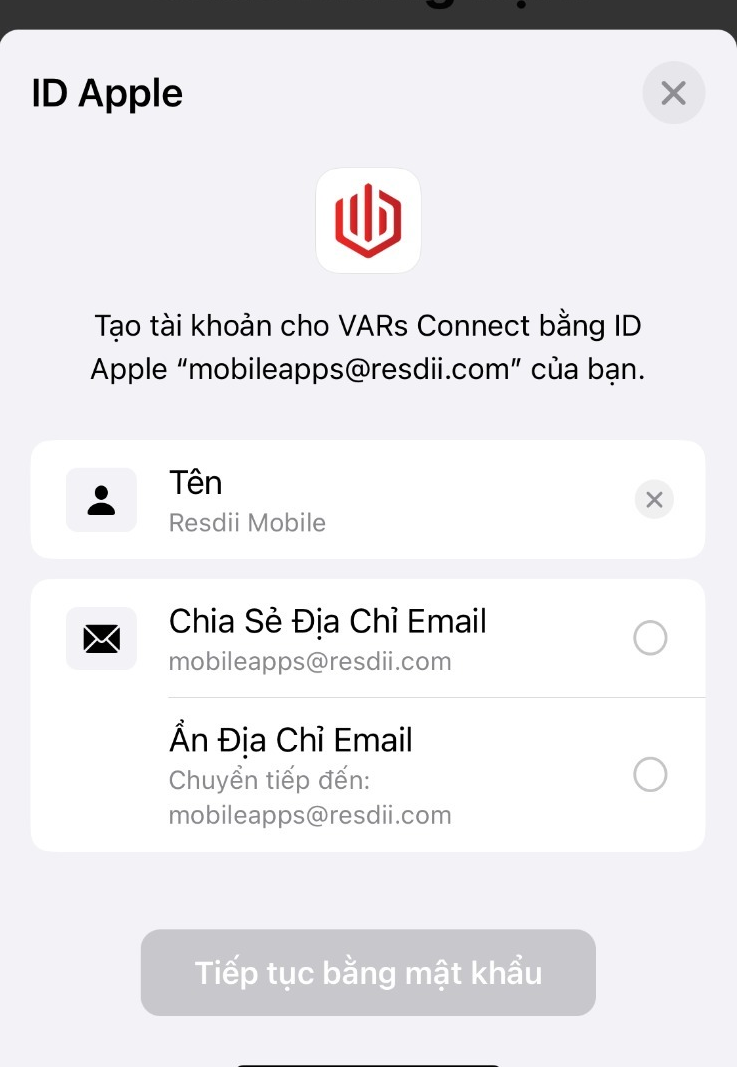 ID Apple
Tạo tài khoản cho VARs Connect bằng ID
Apple “mobileapps@resdii.com” của bạn.
Tên
Resdii Mobile
Chia Sẻ Địa Chỉ Email
mobileapps@resdii.com
Ẩn Địa Chỉ Email
Chuyển tiếp đến:
mobileapps@resdii.com
Tiếp tục bằng mật khẩu